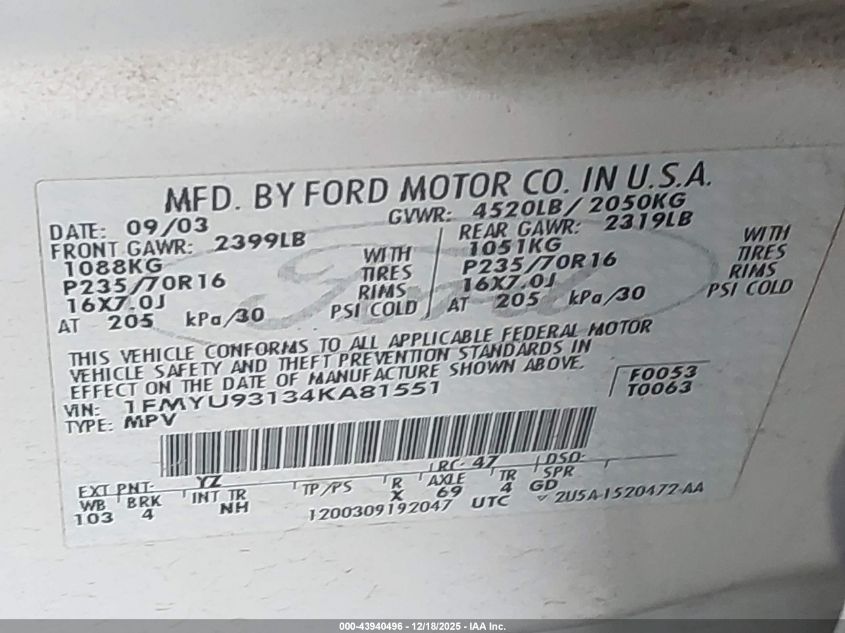 MFD. BY FORD MOTOR CO. IN U.S.A.
DATE: 09/03 GVWR: 4520LB/ 2050KG
FRONT GAWR: 2399LB REAR GAWR: 2319LB
1088KG WITH 1051KG WITH
P235/70R16 TIRES P235/70R16 TIRES
16X7.0J RIMS 16X7.0J RIMS
AT 205 kPa/30 PSI COLD AT 205 kPa/30 PSI COLD
THIS VEHICLE CONFORMS TO ALL APPLICABLE FEDERAL MOTOR
VEHICLE SAFETY AND THEFT PREVENTION STANDARDS IN
EFFECT ON THE DATE OF MANUFACTURE SHOWN ABOVE.
VIN: 1FMYU93134KA81551 F0053
TYPE: MPV T0063
EXT PNT: YZ RC: 47 DSO:
WB BRK INT TR TP/PS R AXLE TR SPR
103 4 NH X 69 4 GD
1200309192047 UTC ▽ 2U5A-1520472-AA
Ford
000-43940496 - 12/18/2025 - IAA Inc.